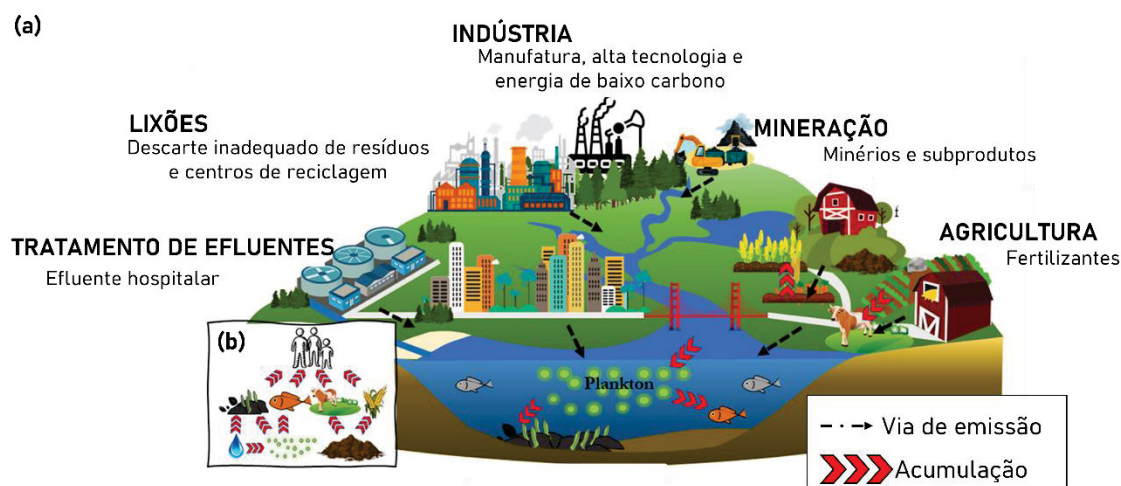 (a)
INDÚSTRIA
Manufatura, alta tecnologia e
energia de baixo carbono
LIXÕES
Descarte inadequado de resíduos
e centros de reciclagem
MINERAÇÃO
Minérios e subprodutos
TRATAMENTO DE EFLUENTES
Efluente hospitalar
AGRICULTURA
Fertilizantes
(b)
Plankton
Via de emissão
Acumulação